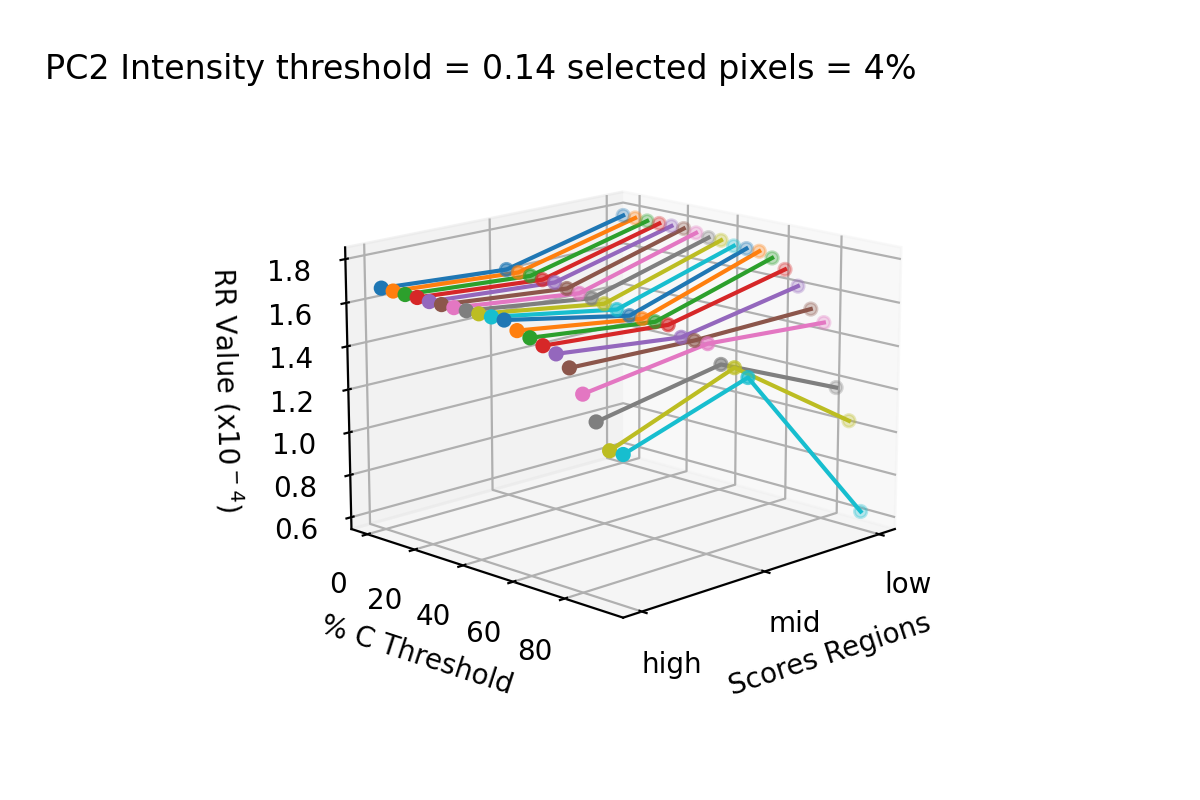 PC2 Intensity threshold = 0.14 selected pixels = 4%
1.8
1.6
1.4
1.2
1.0
0.8
0.6
RR Value (x10⁻⁴)
0
20
40
60
80
% C Threshold
high
mid
low
Scores Regions